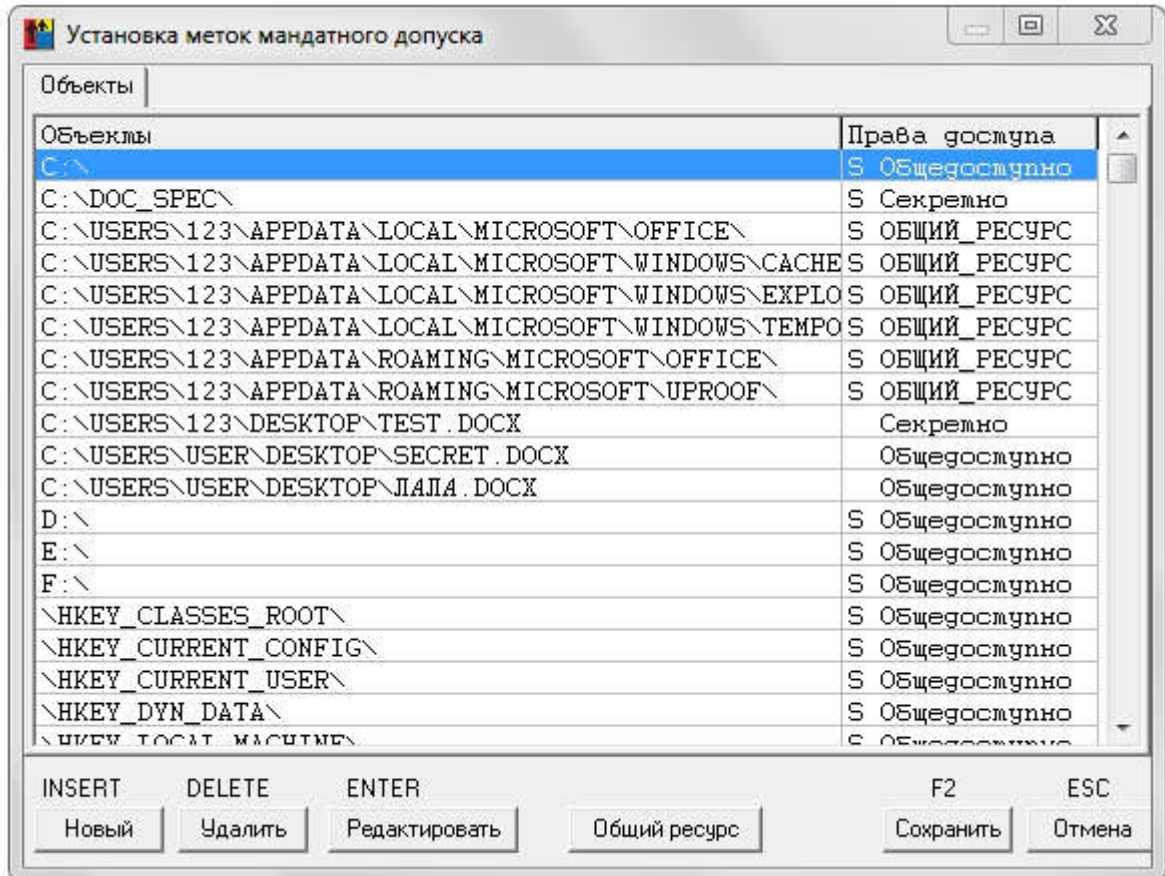 Установка меток мандатного допуска
Объекты
Объекты Права доступа
C:\ S Общедоступно
C:\DOC_SPEC\ S Секретно
C:\USERS\123\APPDATA\LOCAL\MICROSOFT\OFFICE\ S ОБЩИЙ_РЕСУРС
C:\USERS\123\APPDATA\LOCAL\MICROSOFT\WINDOWS\CACHE S ОБЩИЙ_РЕСУРС
C:\USERS\123\APPDATA\LOCAL\MICROSOFT\WINDOWS\EXPLO S ОБЩИЙ_РЕСУРС
C:\USERS\123\APPDATA\LOCAL\MICROSOFT\WINDOWS\TEMPO S ОБЩИЙ_РЕСУРС
C:\USERS\123\APPDATA\ROAMING\MICROSOFT\OFFICE\ S ОБЩИЙ_РЕСУРС
C:\USERS\123\APPDATA\ROAMING\MICROSOFT\UPROOF\ S ОБЩИЙ_РЕСУРС
C:\USERS\123\DESKTOP\TEST.DOCX Секретно
C:\USERS\USER\DESKTOP\SECRET.DOCX Общедоступно
C:\USERS\USER\DESKTOP\ЛАЛА.DOCX Общедоступно
D:\ S Общедоступно
E:\ S Общедоступно
F:\ S Общедоступно
\HKEY_CLASSES_ROOT\ S Общедоступно
\HKEY_CURRENT_CONFIG\ S Общедоступно
\HKEY_CURRENT_USER\ S Общедоступно
\HKEY_DYN_DATA\ S Общедоступно
\HKEY_LOCAL_MACHINE\ S Общедоступно
INSERT DELETE ENTER F2 ESC
Новый Удалить Редактировать Общий ресурс Сохранить Отмена